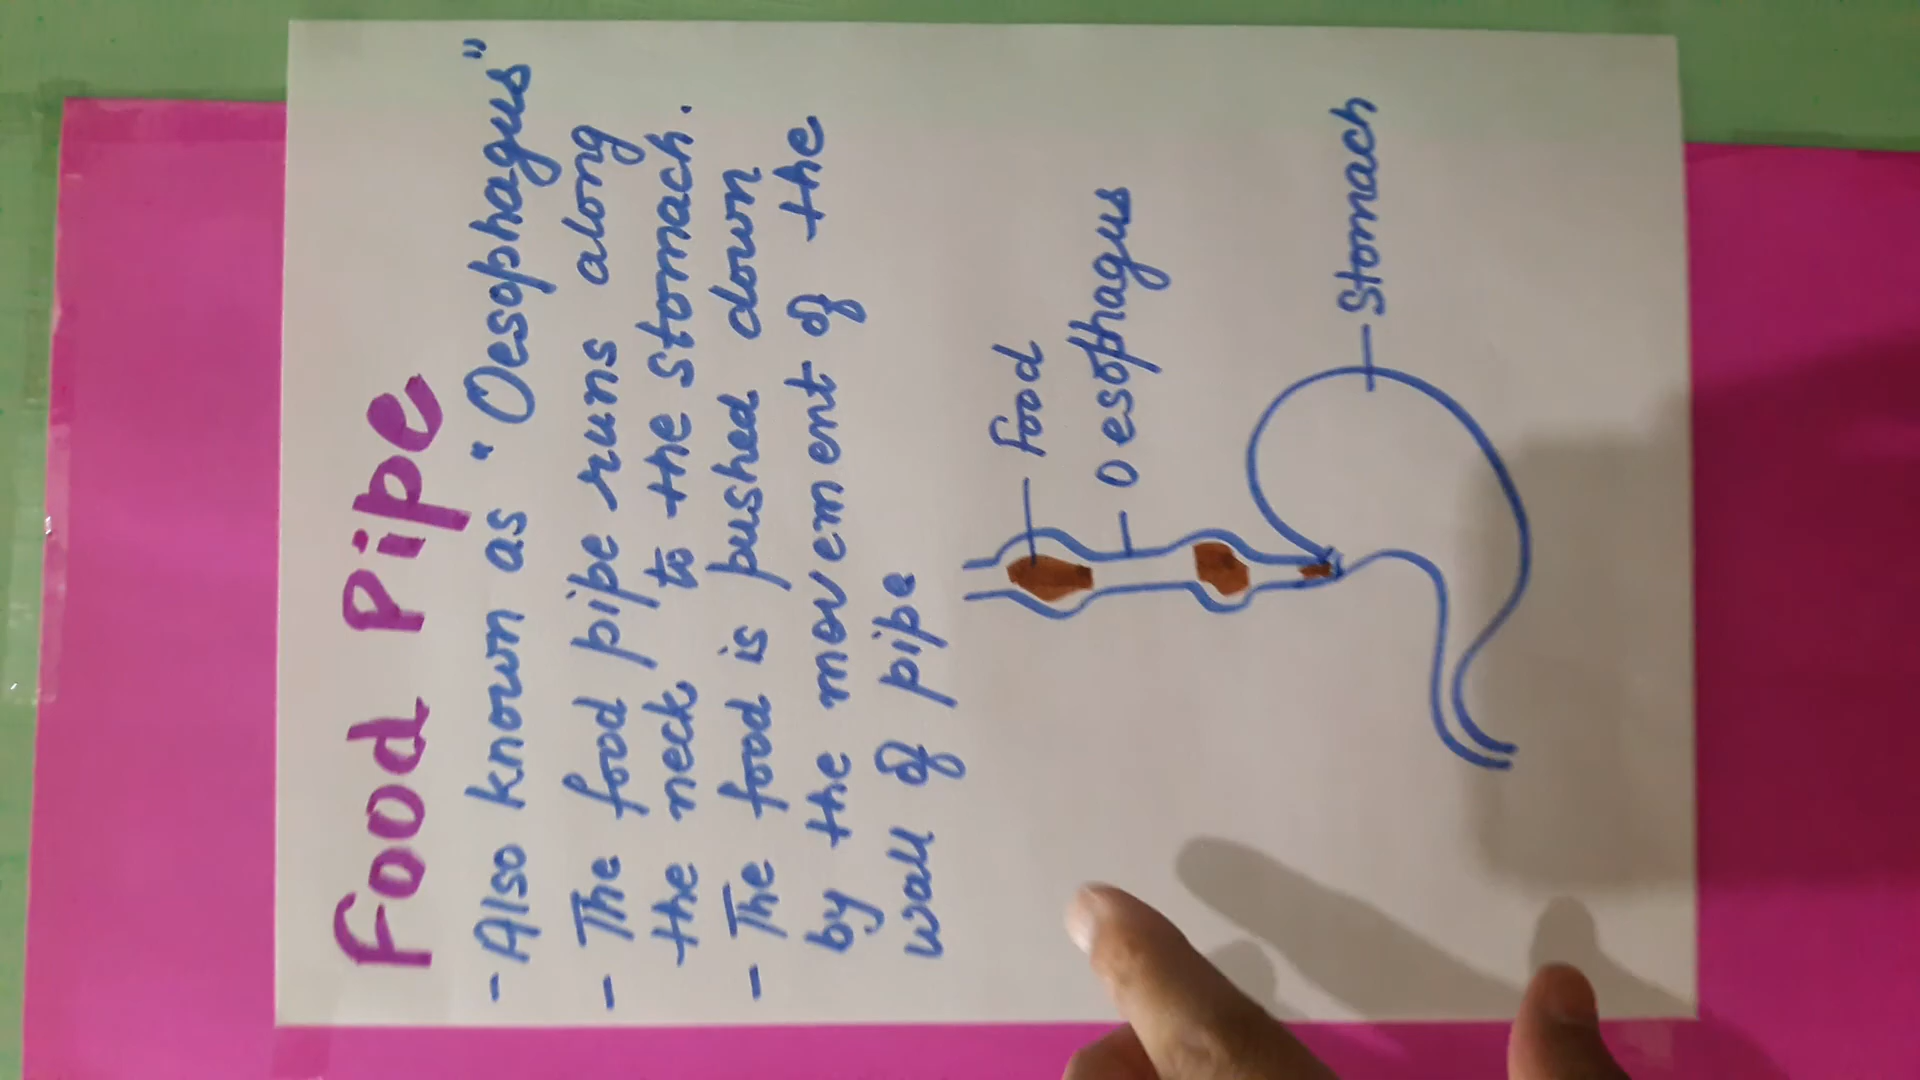 Food Pipe
- Also known as "Oesophagus"
- The food pipe runs along
the neck to the stomach.
- The food is pushed down
by the movement of the
wall of pipe
food
Oesophagus
Stomach